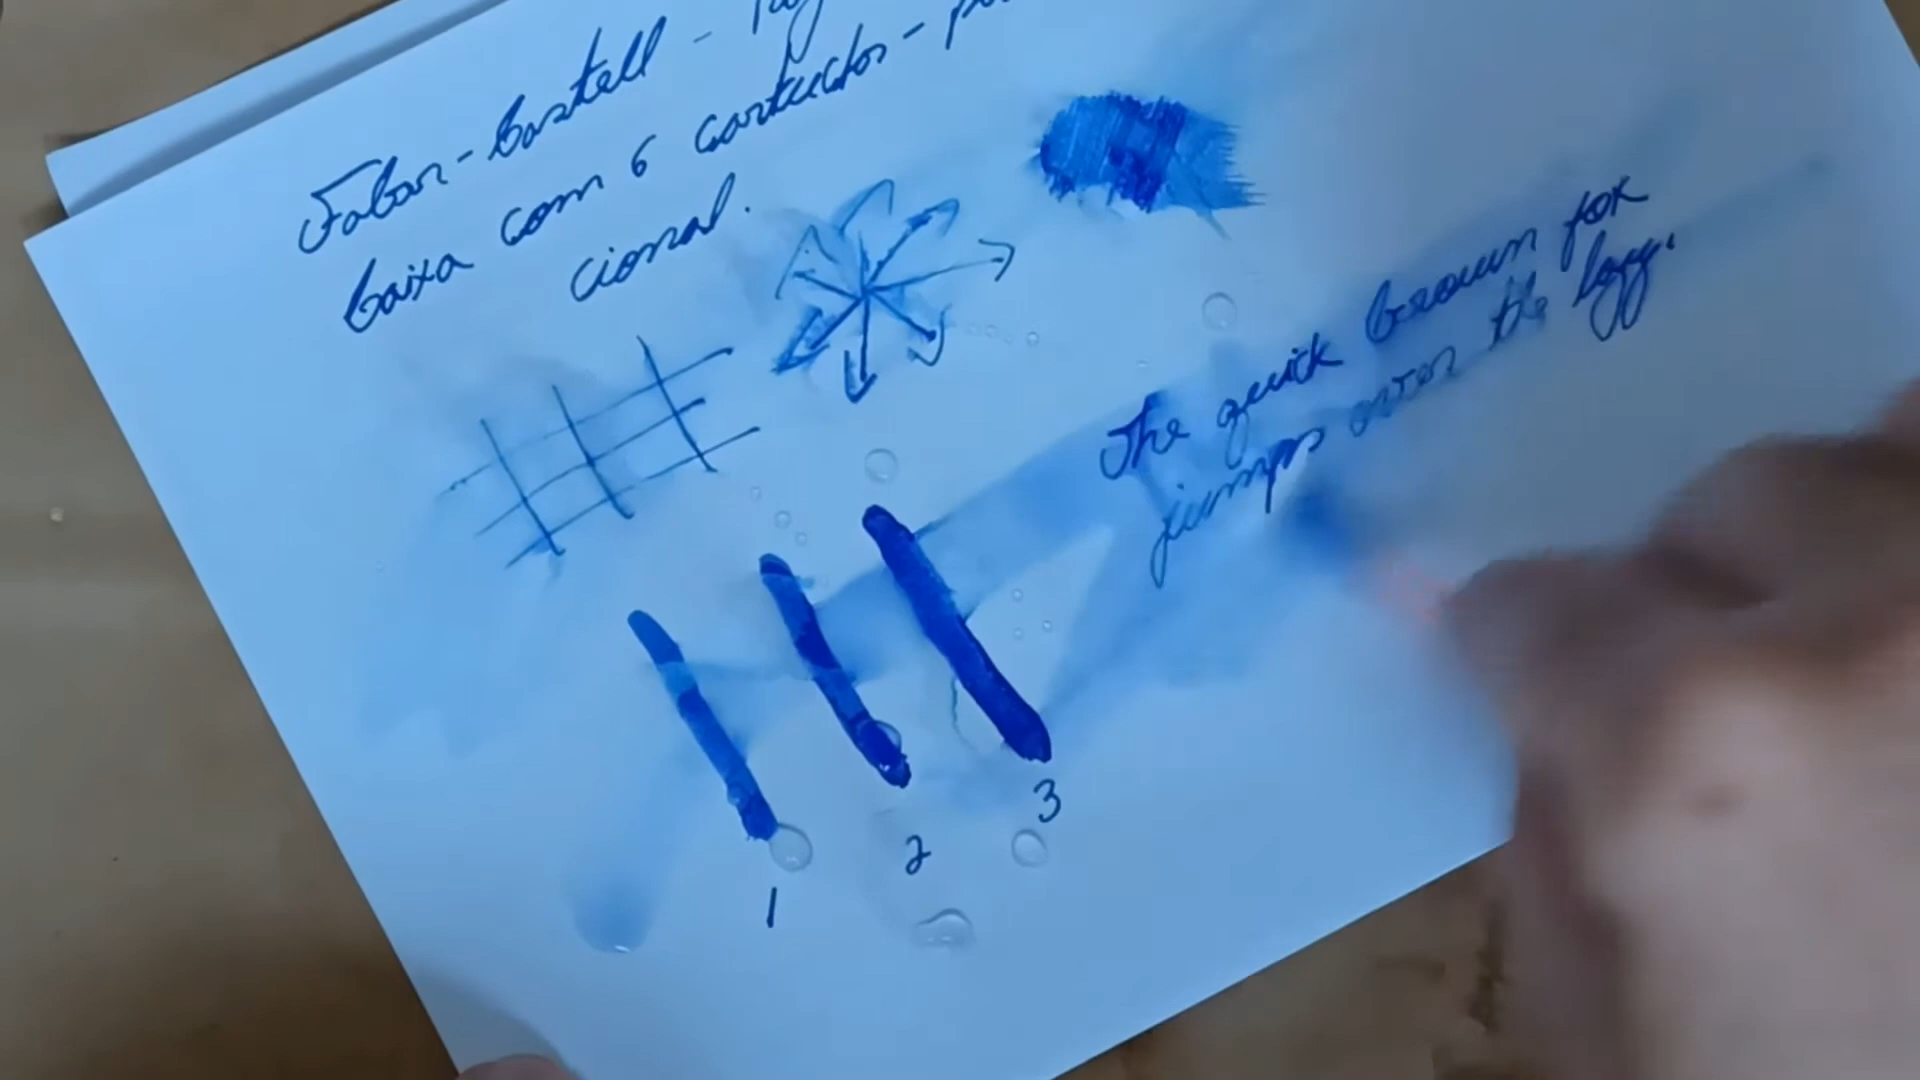 Faber-Castell -
Caixa com 6 cartuchos -
cional.
The quick brown fox
jumps over the lazy.
1
2
3